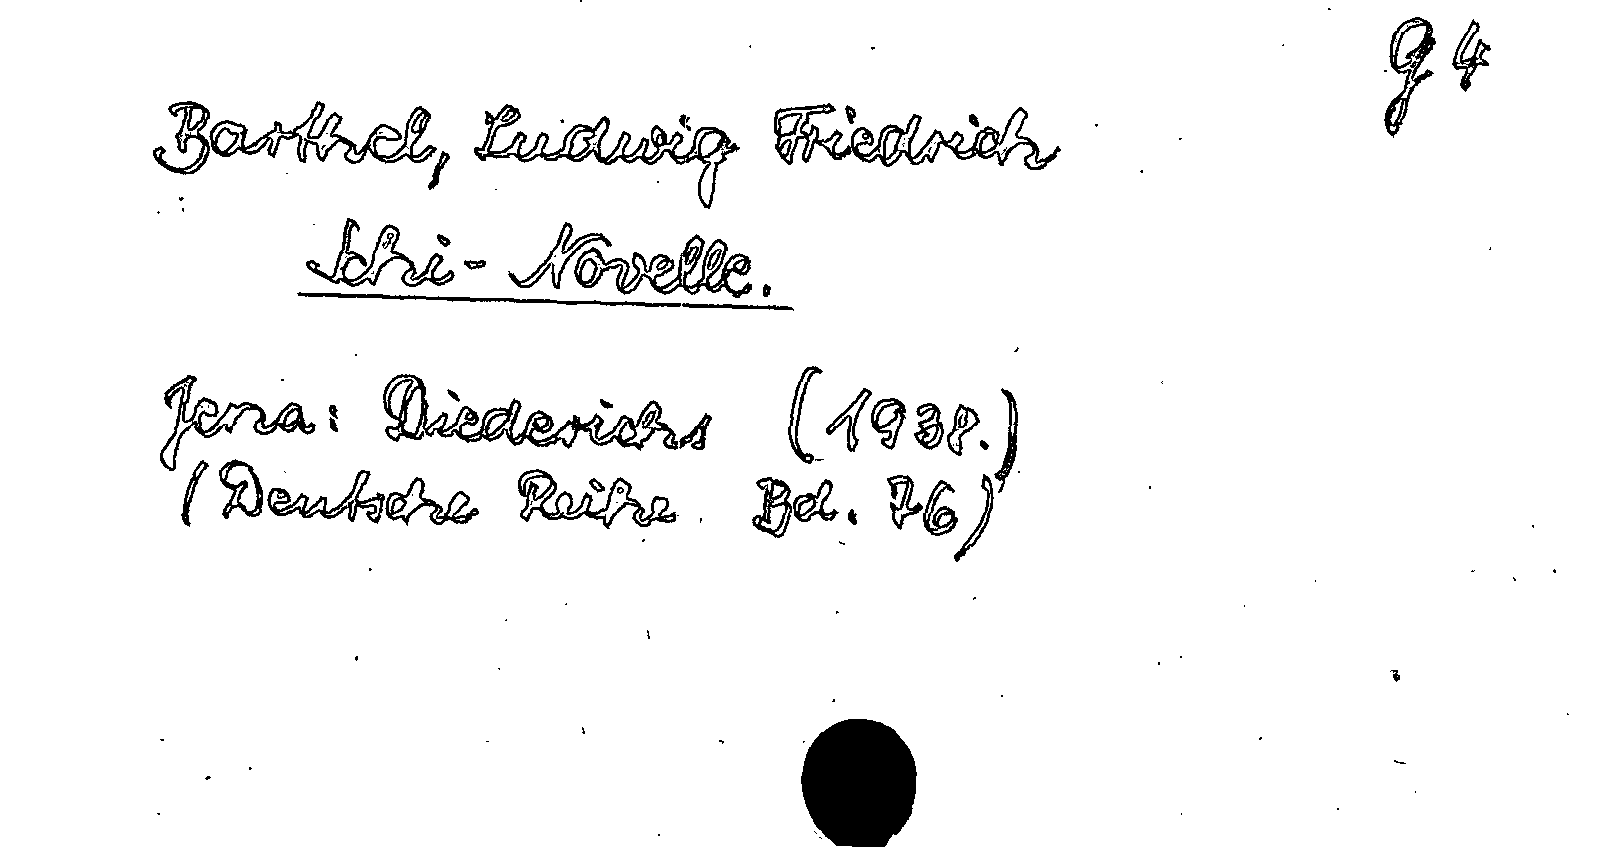 g 4
Barthel, Ludwig Friedrich
Schi-Novelle.
Jena: Diederichs (1938.)
(Deutsche Reihe Bd. 76)